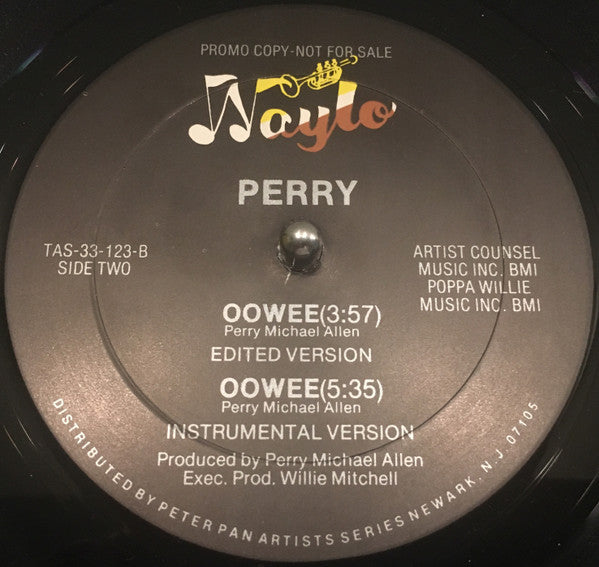 PROMO COPY-NOT FOR SALE
Waylo
PERRY
TAS-33-123-B
SIDE TWO
ARTIST COUNSEL
MUSIC INC. BMI
POPPA WILLIE
MUSIC INC. BMI
OOWEE(3:57)
Perry Michael Allen
EDITED VERSION
OOWEE(5:35)
Perry Michael Allen
INSTRUMENTAL VERSION
Produced by Perry Michael Allen
Exec. Prod. Willie Mitchell
DISTRIBUTED BY PETER PAN ARTISTS SERIES NEWARK, N.J. 07105